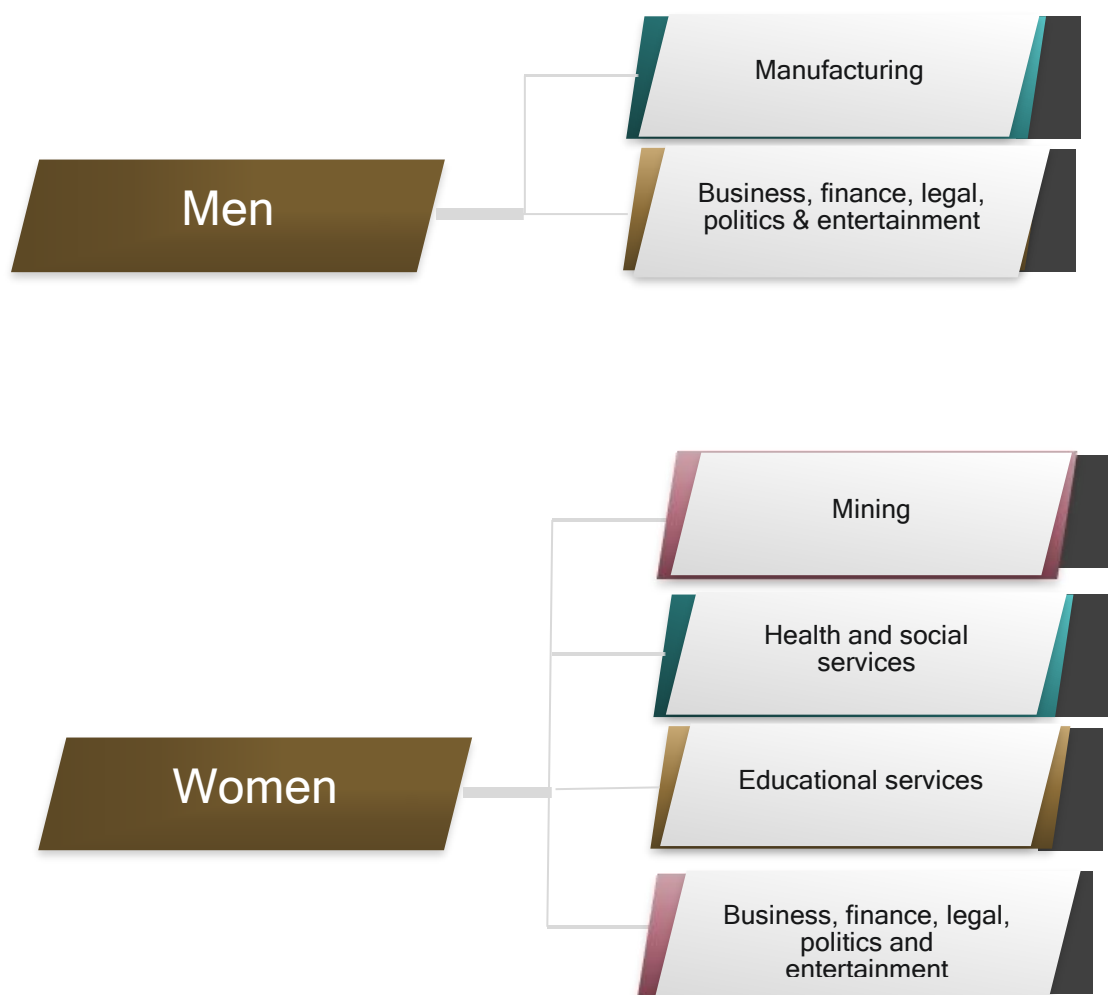 Manufacturing
Men
Business, finance, legal,
politics & entertainment
Mining
Health and social
services
Women
Educational services
Business, finance, legal,
politics and
entertainment